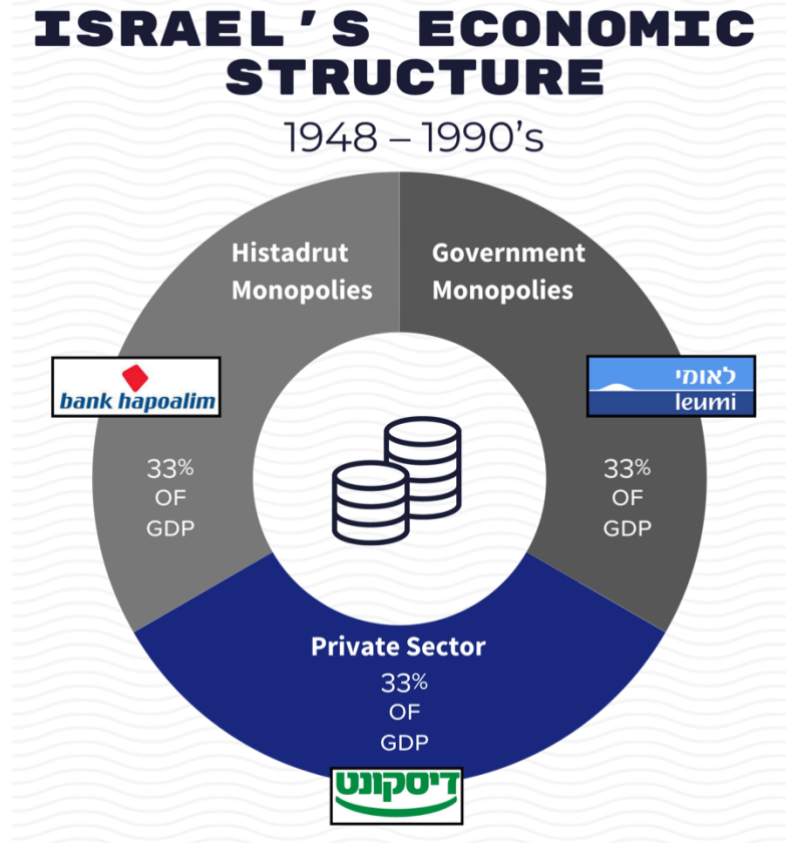 ISRAEL'S ECONOMIC
STRUCTURE
1948 – 1990's
Histadrut
Monopolies
Government
Monopolies
bank hapoalim
לאומי
leumi
33%
OF
GDP
33%
OF
GDP
Private Sector
33%
OF
GDP
דיסקונט